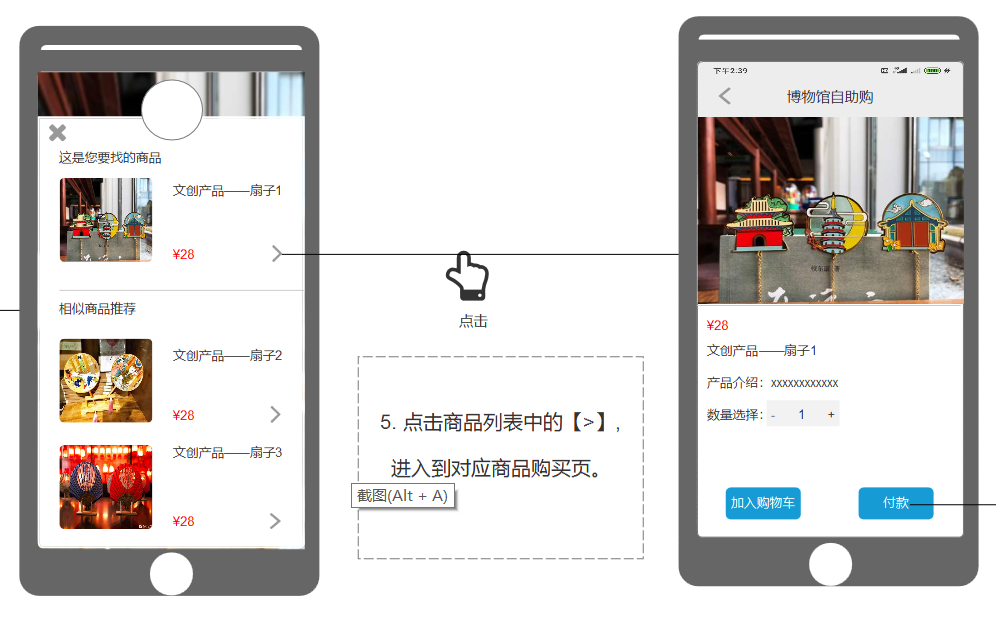 这是您要找的商品
文创产品——扇子1
¥28
相似商品推荐
文创产品——扇子2
¥28
文创产品——扇子3
¥28
点击
5. 点击商品列表中的【>】,
进入到对应商品购买页。
截图(Alt + A)
下午2:39
博物馆自助购
¥28
文创产品——扇子1
产品介绍：xxxxxxxxxxxx
数量选择： - 1 +
加入购物车 付款